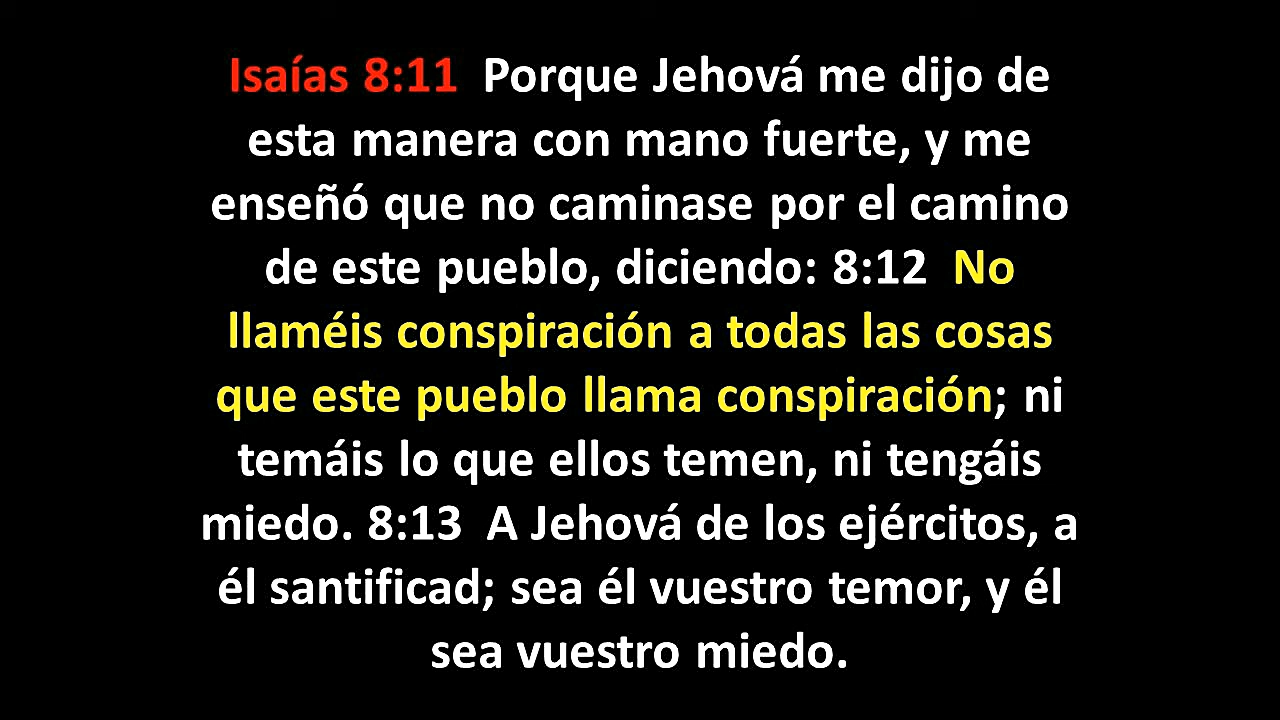 Isaías 8:11  Porque Jehová me dijo de
esta manera con mano fuerte, y me
enseñó que no caminase por el camino
de este pueblo, diciendo: 8:12  No
llaméis conspiración a todas las cosas
que este pueblo llama conspiración; ni
temáis lo que ellos temen, ni tengáis
miedo. 8:13  A Jehová de los ejércitos, a
él santificad; sea él vuestro temor, y él
sea vuestro miedo.